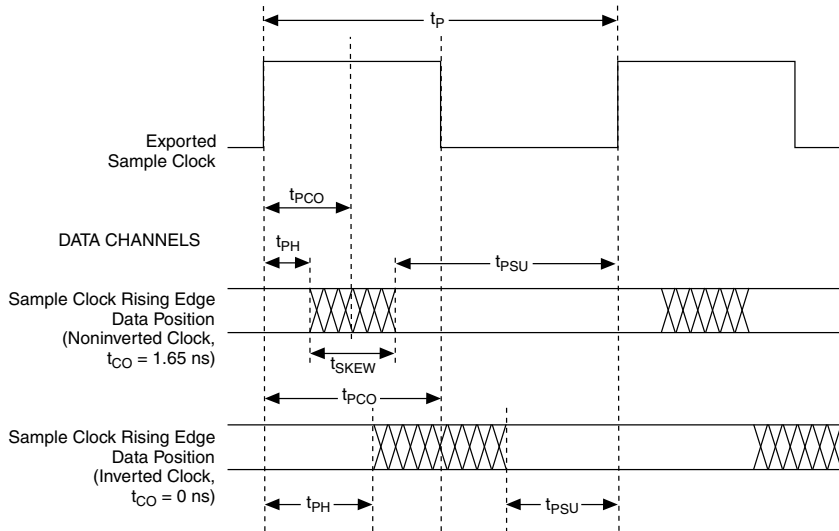 tP
Exported
Sample Clock
tPCO
DATA CHANNELS
tPH
tPSU
Sample Clock Rising Edge
Data Position
(Noninverted Clock,
tCO = 1.65 ns)
tSKEW
tPCO
Sample Clock Rising Edge
Data Position
(Inverted Clock,
tCO = 0 ns)
tPH
tPSU